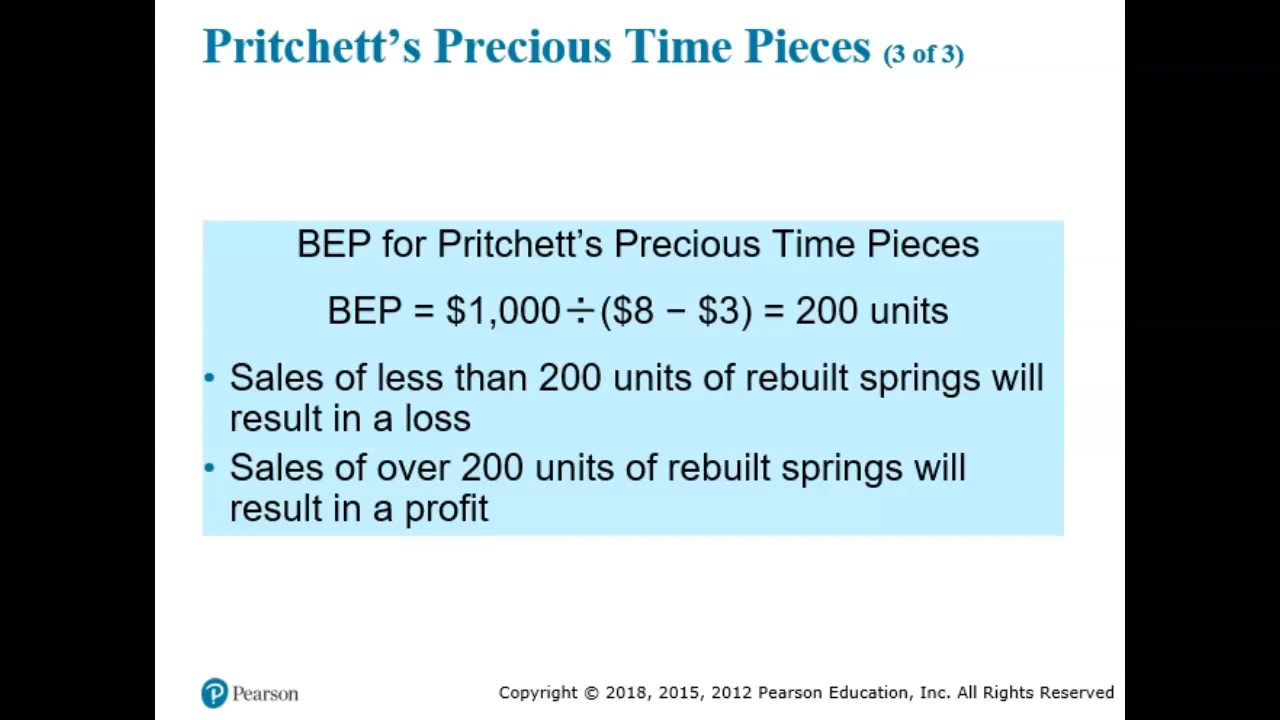 Pritchett’s Precious Time Pieces (3 of 3)
BEP for Pritchett’s Precious Time Pieces
BEP = $1,000÷($8 − $3) = 200 units
• Sales of less than 200 units of rebuilt springs will
result in a loss
• Sales of over 200 units of rebuilt springs will
result in a profit
P Pearson
Copyright © 2018, 2015, 2012 Pearson Education, Inc. All Rights Reserved